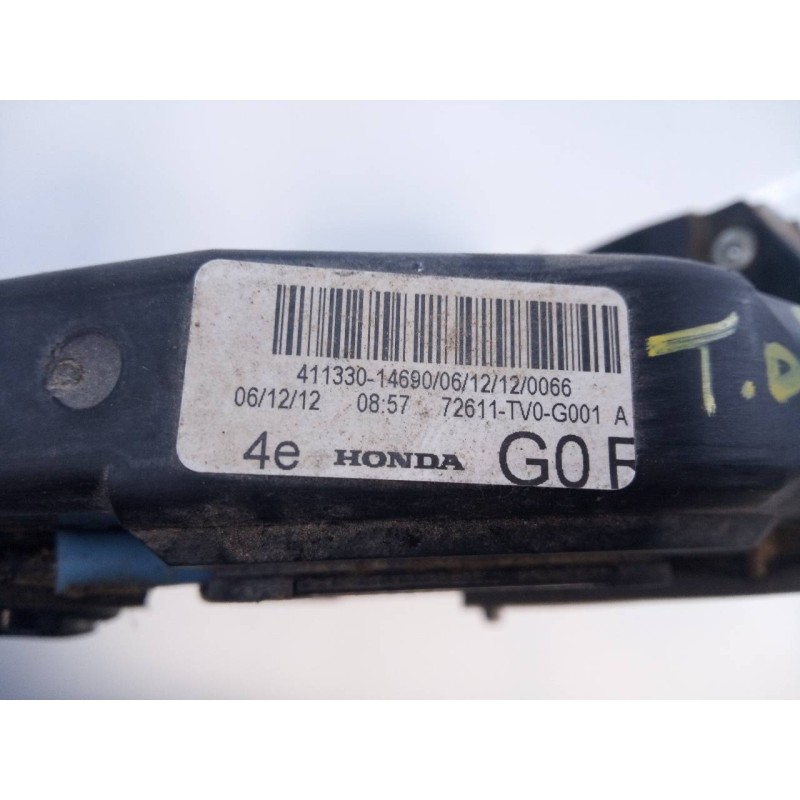 411330-14690/06/12/12/0066
06/12/12 08:57 72611-TV0-G001 A
4e HONDA G0 R
T.D